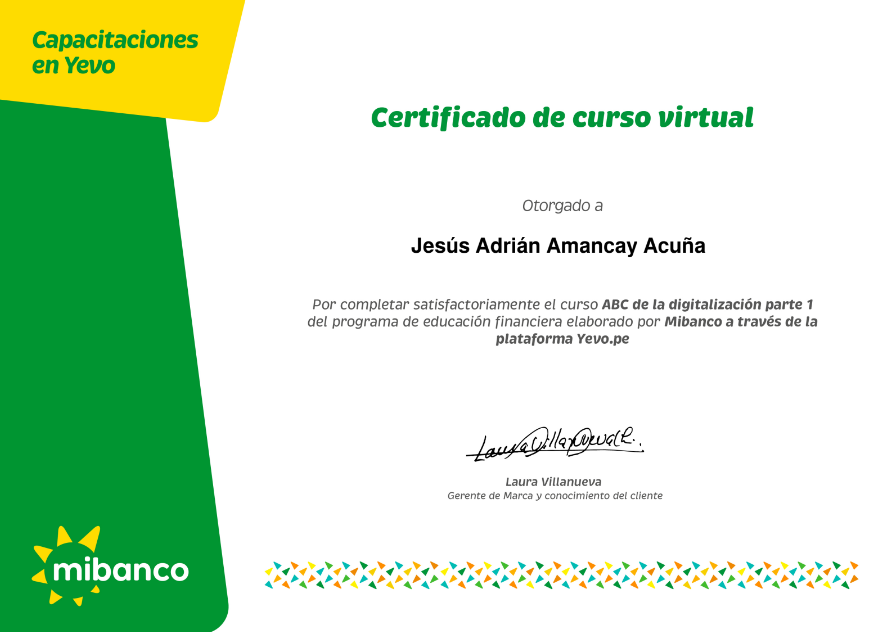 Capacitaciones
en Yevo
Certificado de curso virtual
Otorgado a
Jesús Adrián Amancay Acuña
Por completar satisfactoriamente el curso ABC de la digitalización parte 1
del programa de educación financiera elaborado por Mibanco a través de la
plataforma Yevo.pe
Laura Villanueva R.
Laura Villanueva
Gerente de Marca y conocimiento del cliente
mibanco